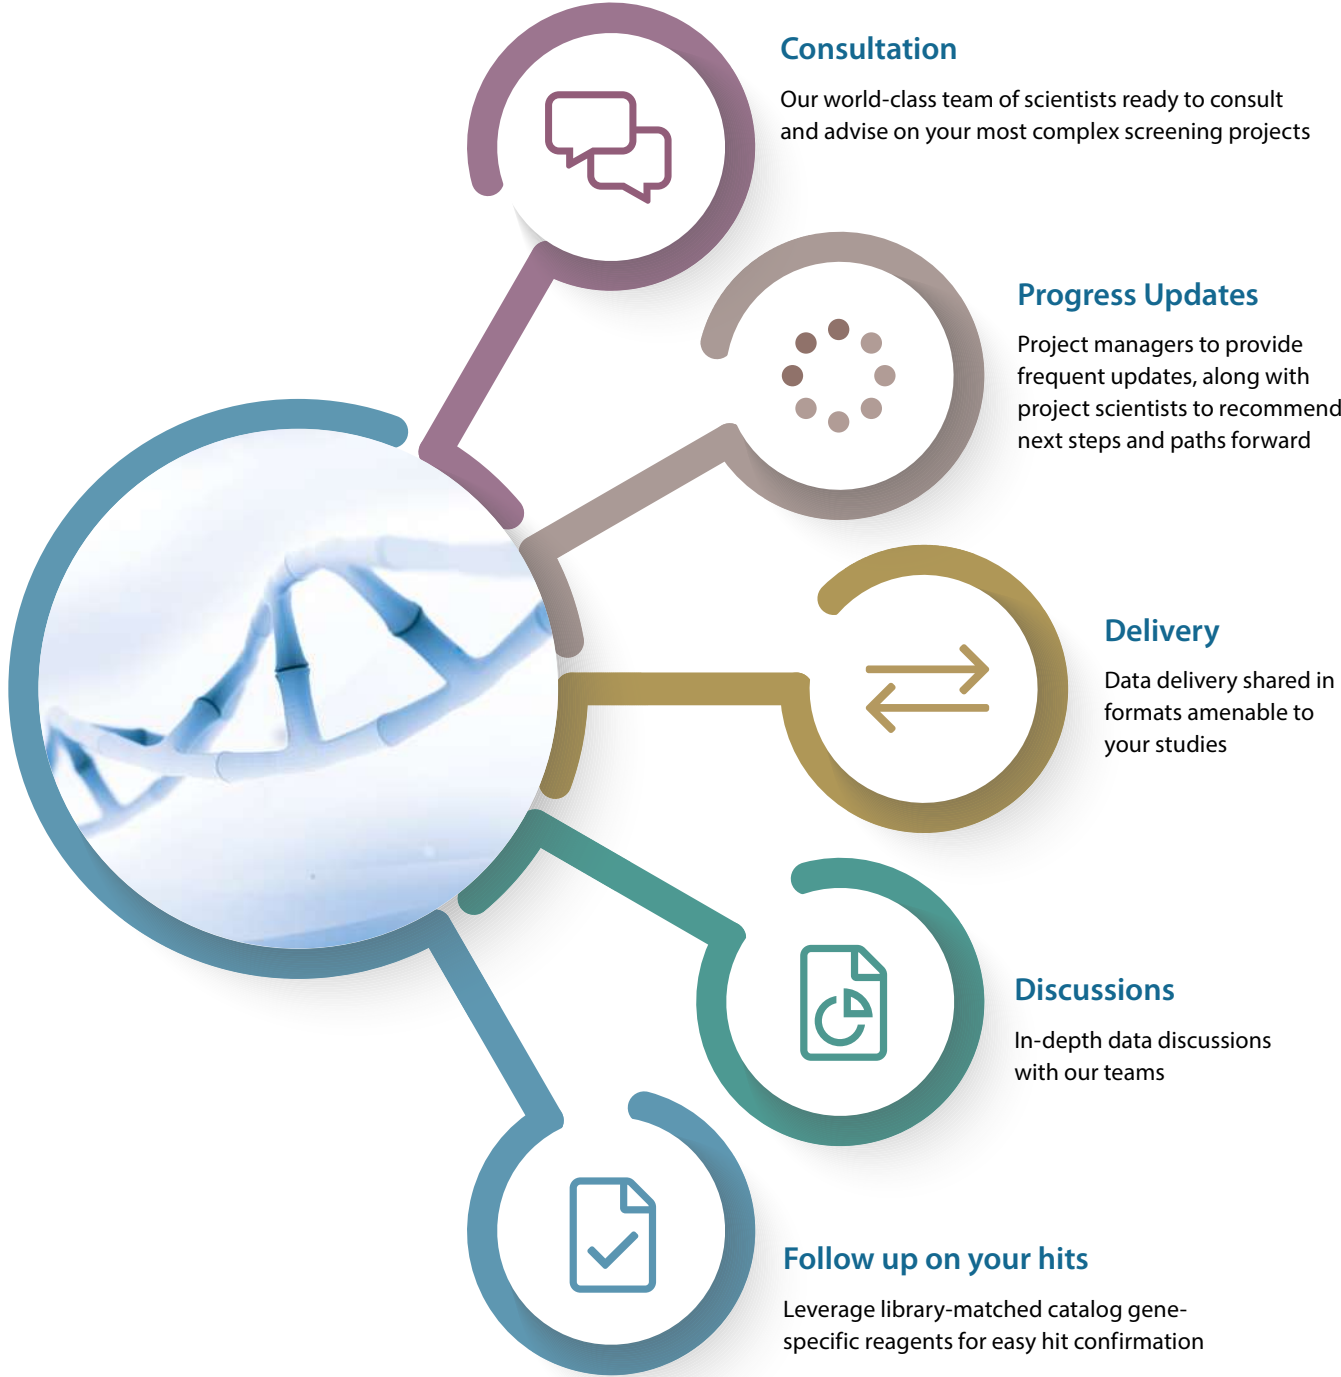 Consultation
Our world-class team of scientists ready to consult
and advise on your most complex screening projects
Progress Updates
Project managers to provide
frequent updates, along with
project scientists to recommend
next steps and paths forward
Delivery
Data delivery shared in
formats amenable to
your studies
Discussions
In-depth data discussions
with our teams
Follow up on your hits
Leverage library-matched catalog gene-
specific reagents for easy hit confirmation